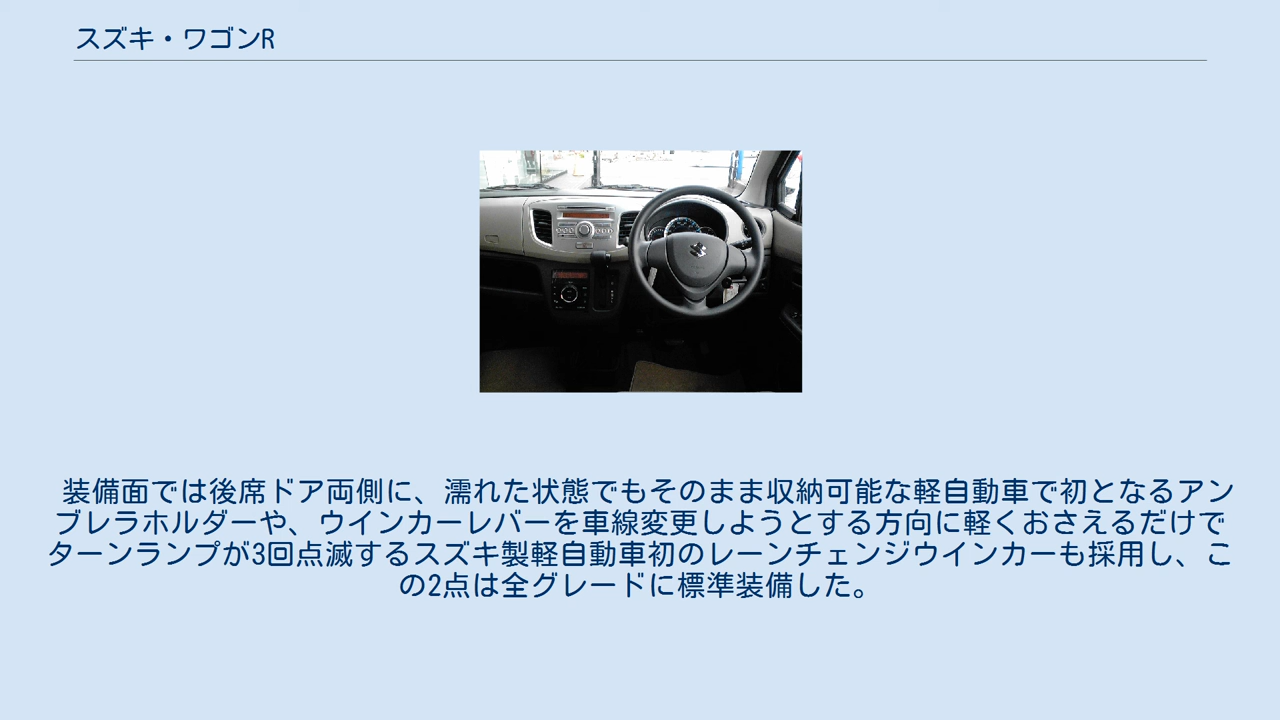 スズキ・ワゴンR
装備面では後席ドア両側に、濡れた状態でもそのまま収納可能な軽自動車で初となるアン
ブレラホルダーや、ウインカーレバーを車線変更しようとする方向に軽くおさえるだけで
ターンランプが3回点滅するスズキ製軽自動車初のレーンチェンジウインカーも採用し、こ
の2点は全グレードに標準装備した。